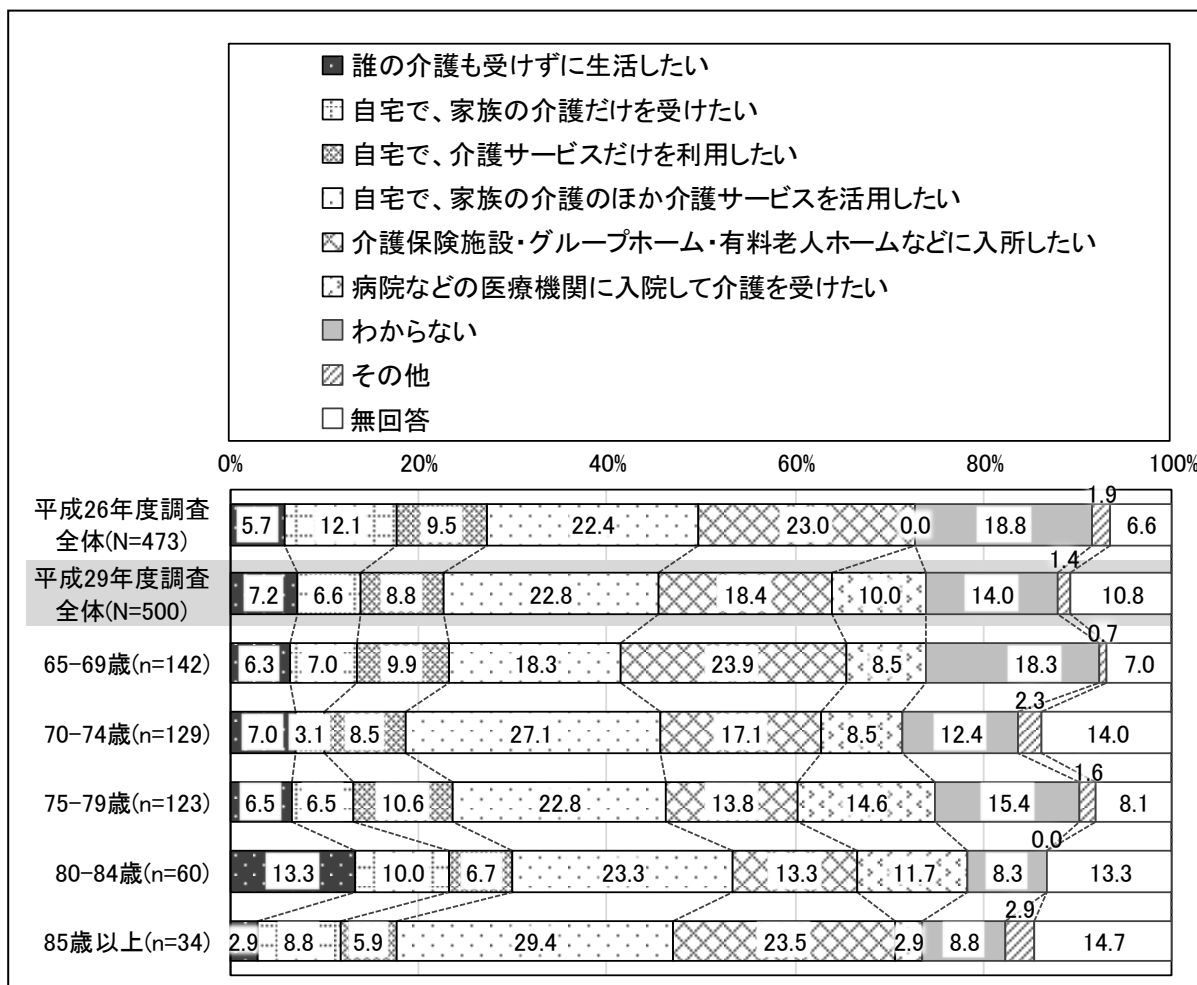 誰の介護も受けずに生活したい
自宅で、家族の介護だけを受けたい
自宅で、介護サービスだけを利用したい
自宅で、家族の介護のほか介護サービスを活用したい
介護保険施設・グループホーム・有料老人ホームなどに入所したい
病院などの医療機関に入院して介護を受けたい
わからない
その他
無回答
0% 20% 40% 60% 80% 100%
平成26年度調査
全体(N=473)
5.7 12.1 9.5 22.4 23.0 0.0 18.8 1.9 6.6
平成29年度調査
全体(N=500)
7.2 6.6 8.8 22.8 18.4 10.0 14.0 1.4 10.8
65-69歳(n=142) 6.3 7.0 9.9 18.3 23.9 8.5 18.3 0.7 7.0
70-74歳(n=129) 7.0 3.1 8.5 27.1 17.1 8.5 12.4 2.3 14.0
75-79歳(n=123) 6.5 6.5 10.6 22.8 13.8 14.6 15.4 1.6 8.1
80-84歳(n=60) 13.3 10.0 6.7 23.3 13.3 11.7 8.3 0.0 13.3
85歳以上(n=34) 2.9 8.8 5.9 29.4 23.5 2.9 8.8 2.9 14.7